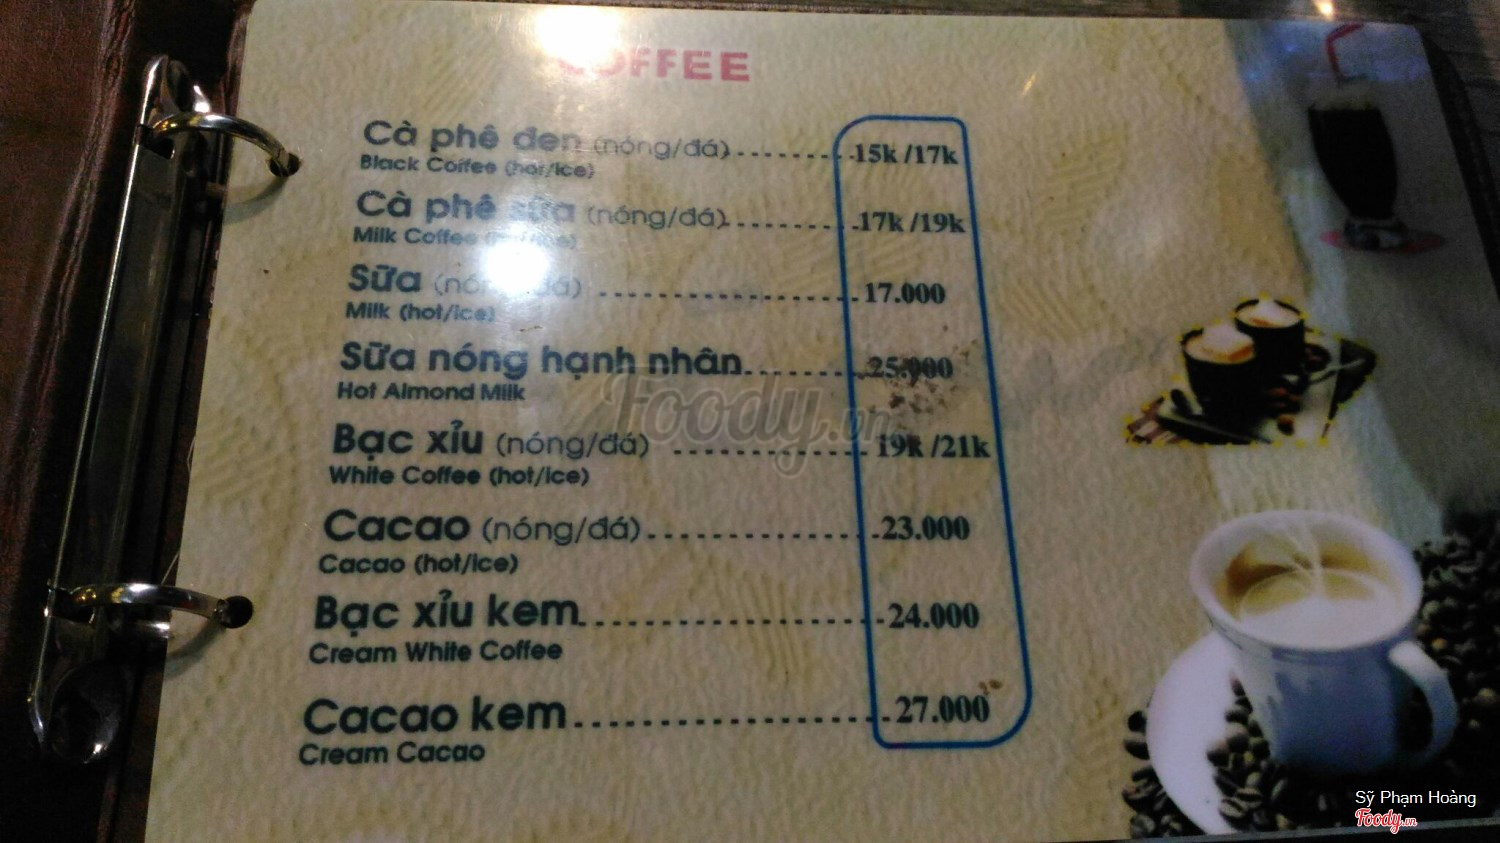 COFFEE
Cà phê đen (nóng/đá) 15k /17k
Black Coffee (hot/ice)
Cà phê sữa (nóng/đá) 17k /19k
Milk Coffee (hot/ice)
Sữa (nóng/đá) 17.000
Milk (hot/ice)
Sữa nóng hạnh nhân 25.000
Hot Almond Milk
Foody.vn
Bạc xỉu (nóng/đá) 19k /21k
White Coffee (hot/ice)
Cacao (nóng/đá) 23.000
Cacao (hot/ice)
Bạc xỉu kem 24.000
Cream White Coffee
Cacao kem 27.000
Cream Cacao
Sỹ Phạm Hoàng
Foody.vn